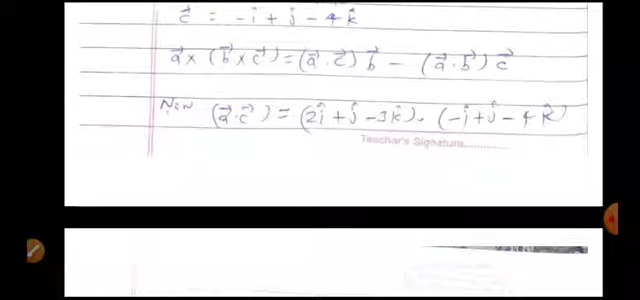 c⃗ = -î + ĵ - 4k̂
a⃗ × (b⃗ × c⃗) = (a⃗ . c⃗) b⃗ - (a⃗ . b⃗) c⃗
Now (a⃗ . c⃗) = (2î + ĵ - 3k̂) . (-î + ĵ - 4k̂)
Teacher's Signature..............